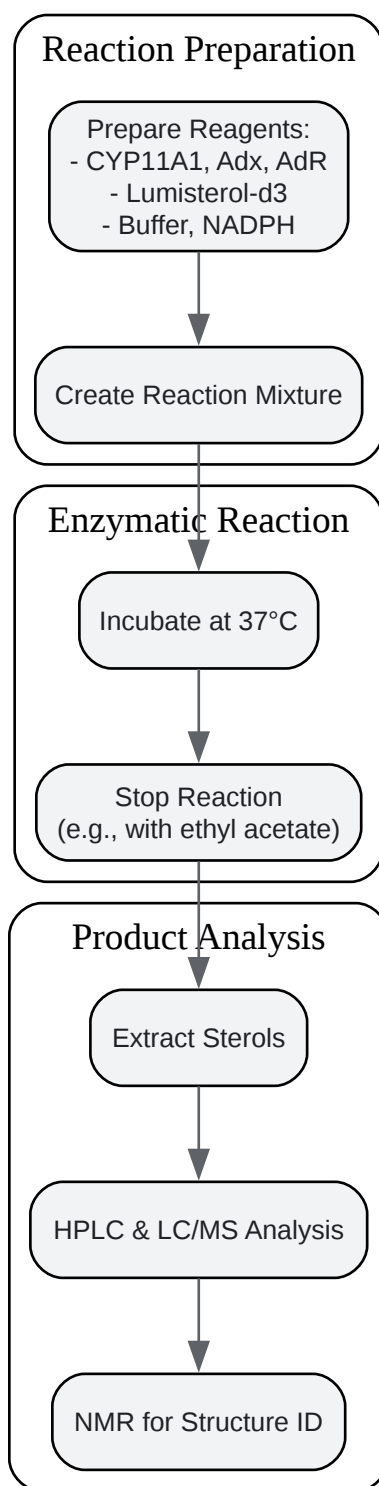 Reaction Preparation
Prepare Reagents:
- CYP11A1, Adx, AdR
- Lumisterol-d3
- Buffer, NADPH
Create Reaction Mixture
Enzymatic Reaction
Incubate at 37°C
Stop Reaction
(e.g., with ethyl acetate)
Product Analysis
Extract Sterols
HPLC & LC/MS Analysis
NMR for Structure ID